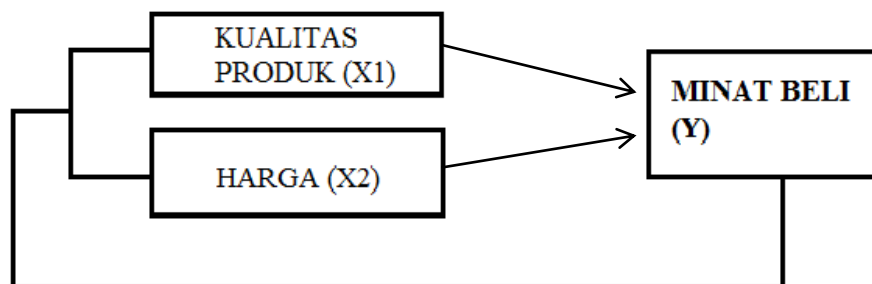 KUALITAS
PRODUK (X1)
MINAT BELI
(Y)
HARGA (X2)